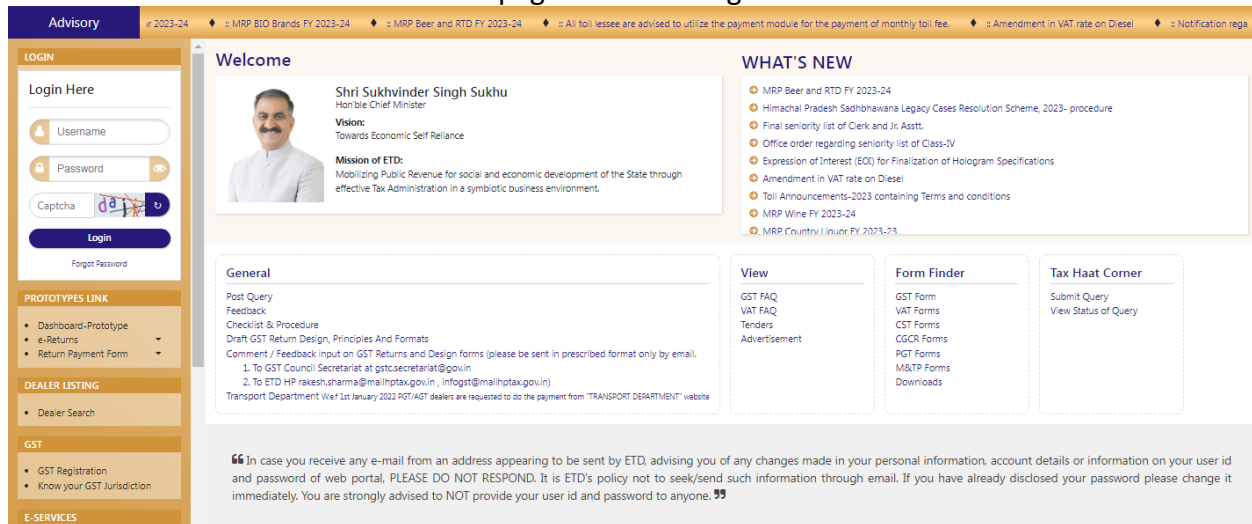 Advisory
r 2023-24 :: MRP BIO Brands FY 2023-24 :: MRP Beer and RTD FY 2023-24 :: All toll lessee are advised to utilize the payment module for the payment of monthly toll fee. :: Amendment in VAT rate on Diesel :: Notification rega
LOGIN
Login Here
Username
Password
Captcha
Login
Forgot Password
PROTOTYPES LINK
Dashboard-Prototype
e-Returns
Return Payment Form
DEALER LISTING
Dealer Search
GST
GST Registration
Know your GST Jurisdiction
E-SERVICES
Welcome
Shri Sukhvinder Singh Sukhu
Hon'ble Chief Minister
Vision:
Towards Economic Self Reliance
Mission of ETD:
Mobilizing Public Revenue for social and economic development of the State through
effective Tax Administration in a symbiotic business environment.
WHAT'S NEW
MRP Beer and RTD FY 2023-24
Himachal Pradesh Sadhbhawana Legacy Cases Resolution Scheme, 2023- procedure
Final seniority list of Clerk and Jr. Asstt.
Office order regarding seniority list of Class-IV
Expression of Interest (EOI) for Finalization of Hologram Specifications
Amendment in VAT rate on Diesel
Toll Announcements-2023 containing Terms and conditions
MRP Wine FY 2023-24
MRP Country Liquor FY 2023-23
General
Post Query
Feedback
Checklist & Procedure
Draft GST Return Design, Principles And Formats
Comment / Feedback input on GST Returns and Design forms (please be sent in prescribed format only by email.
1. To GST Council Secretariat at gstc.secretariat@gov.in
2. To ETD HP rakesh.sharma@mailhptax.gov.in , infogst@mailhptax.gov.in)
Transport Department W.e.f 1st January 2022 PGT/AGT dealers are requested to do the payment from "TRANSPORT DEPARTMENT" website
View
GST FAQ
VAT FAQ
Tenders
Advertisement
Form Finder
GST Form
VAT Forms
CST Forms
CGCR Forms
PGT Forms
M&TP Forms
Downloads
Tax Haat Corner
Submit Query
View Status of Query
❝ In case you receive any e-mail from an address appearing to be sent by ETD, advising you of any changes made in your personal information, account details or information on your user id
and password of web portal, PLEASE DO NOT RESPOND. It is ETD's policy not to seek/send such information through email. If you have already disclosed your password please change it
immediately. You are strongly advised to NOT provide your user id and password to anyone. ❞